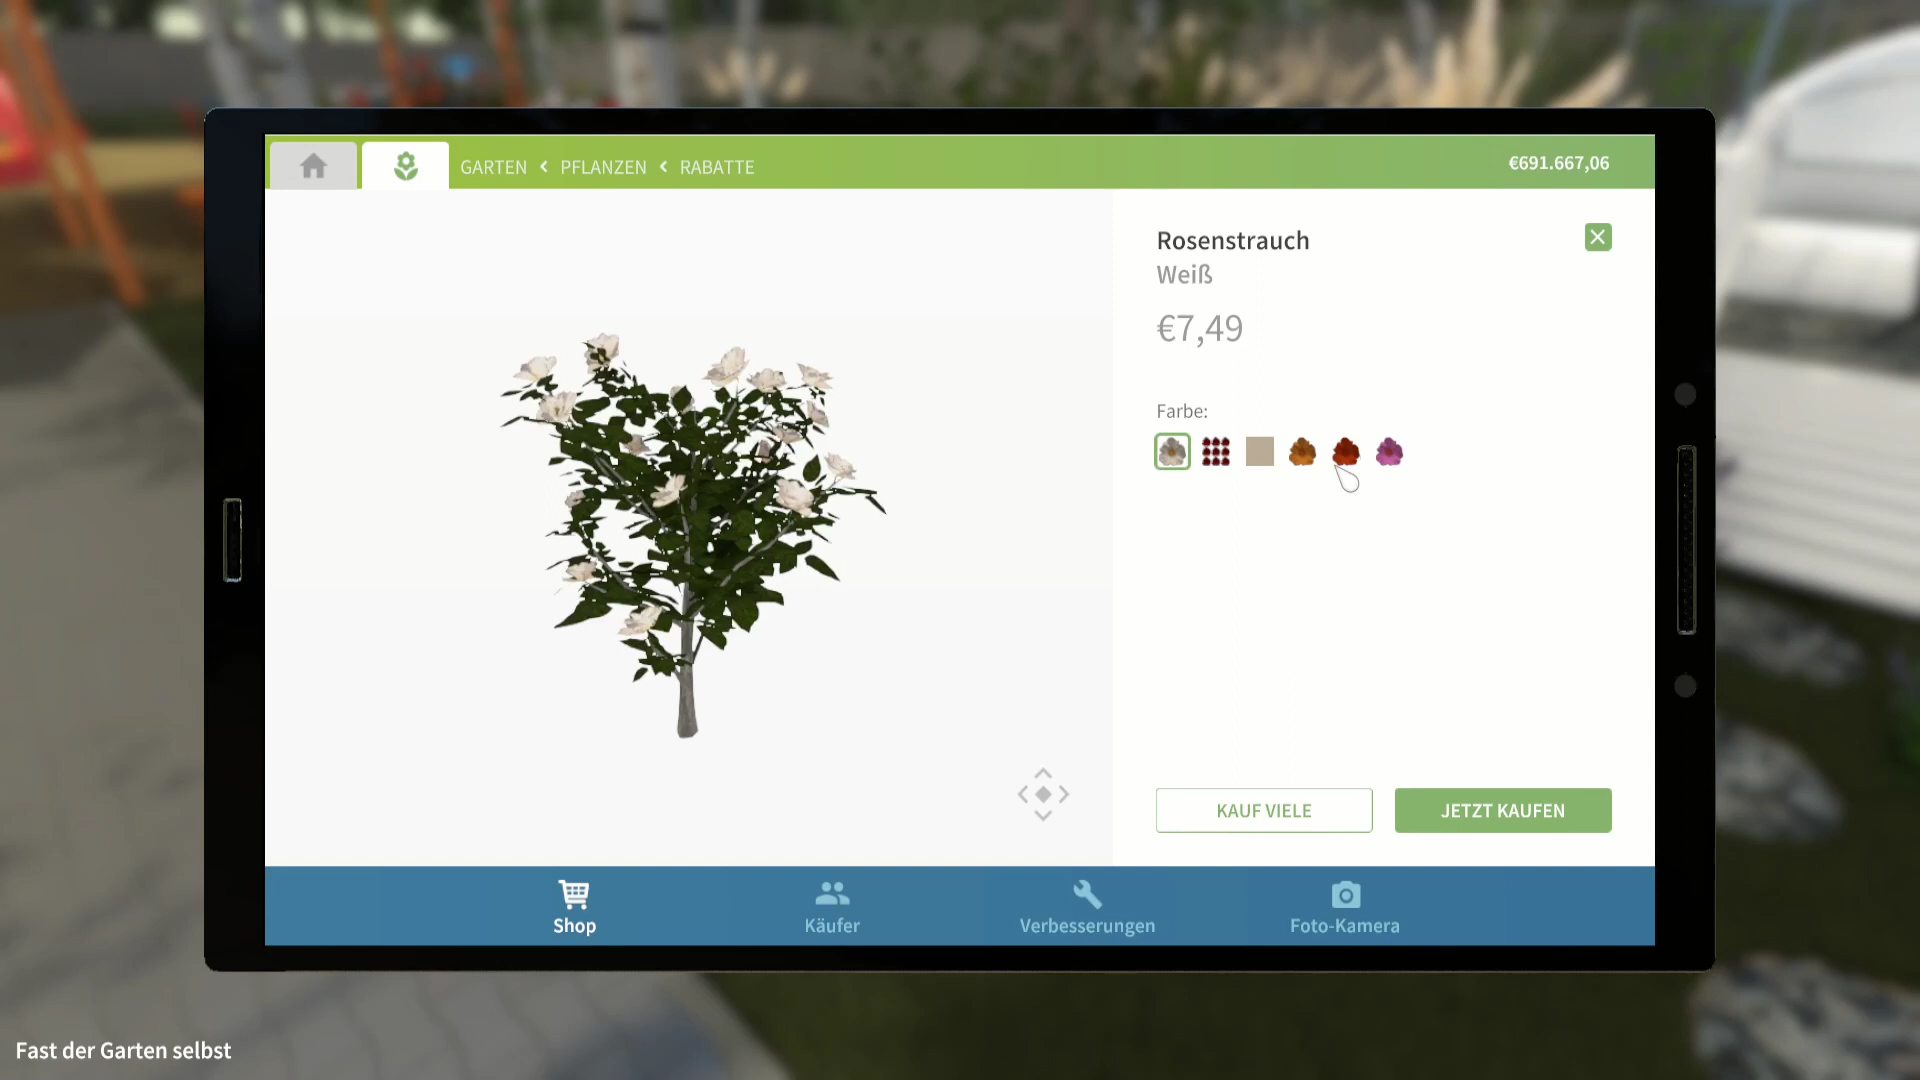 GARTEN < PFLANZEN < RABATTE
€691.667,06
Rosenstrauch
Weiß
€7,49
Farbe:
KAUF VIELE
JETZT KAUFEN
Shop
Käufer
Verbesserungen
Foto-Kamera
Fast der Garten selbst